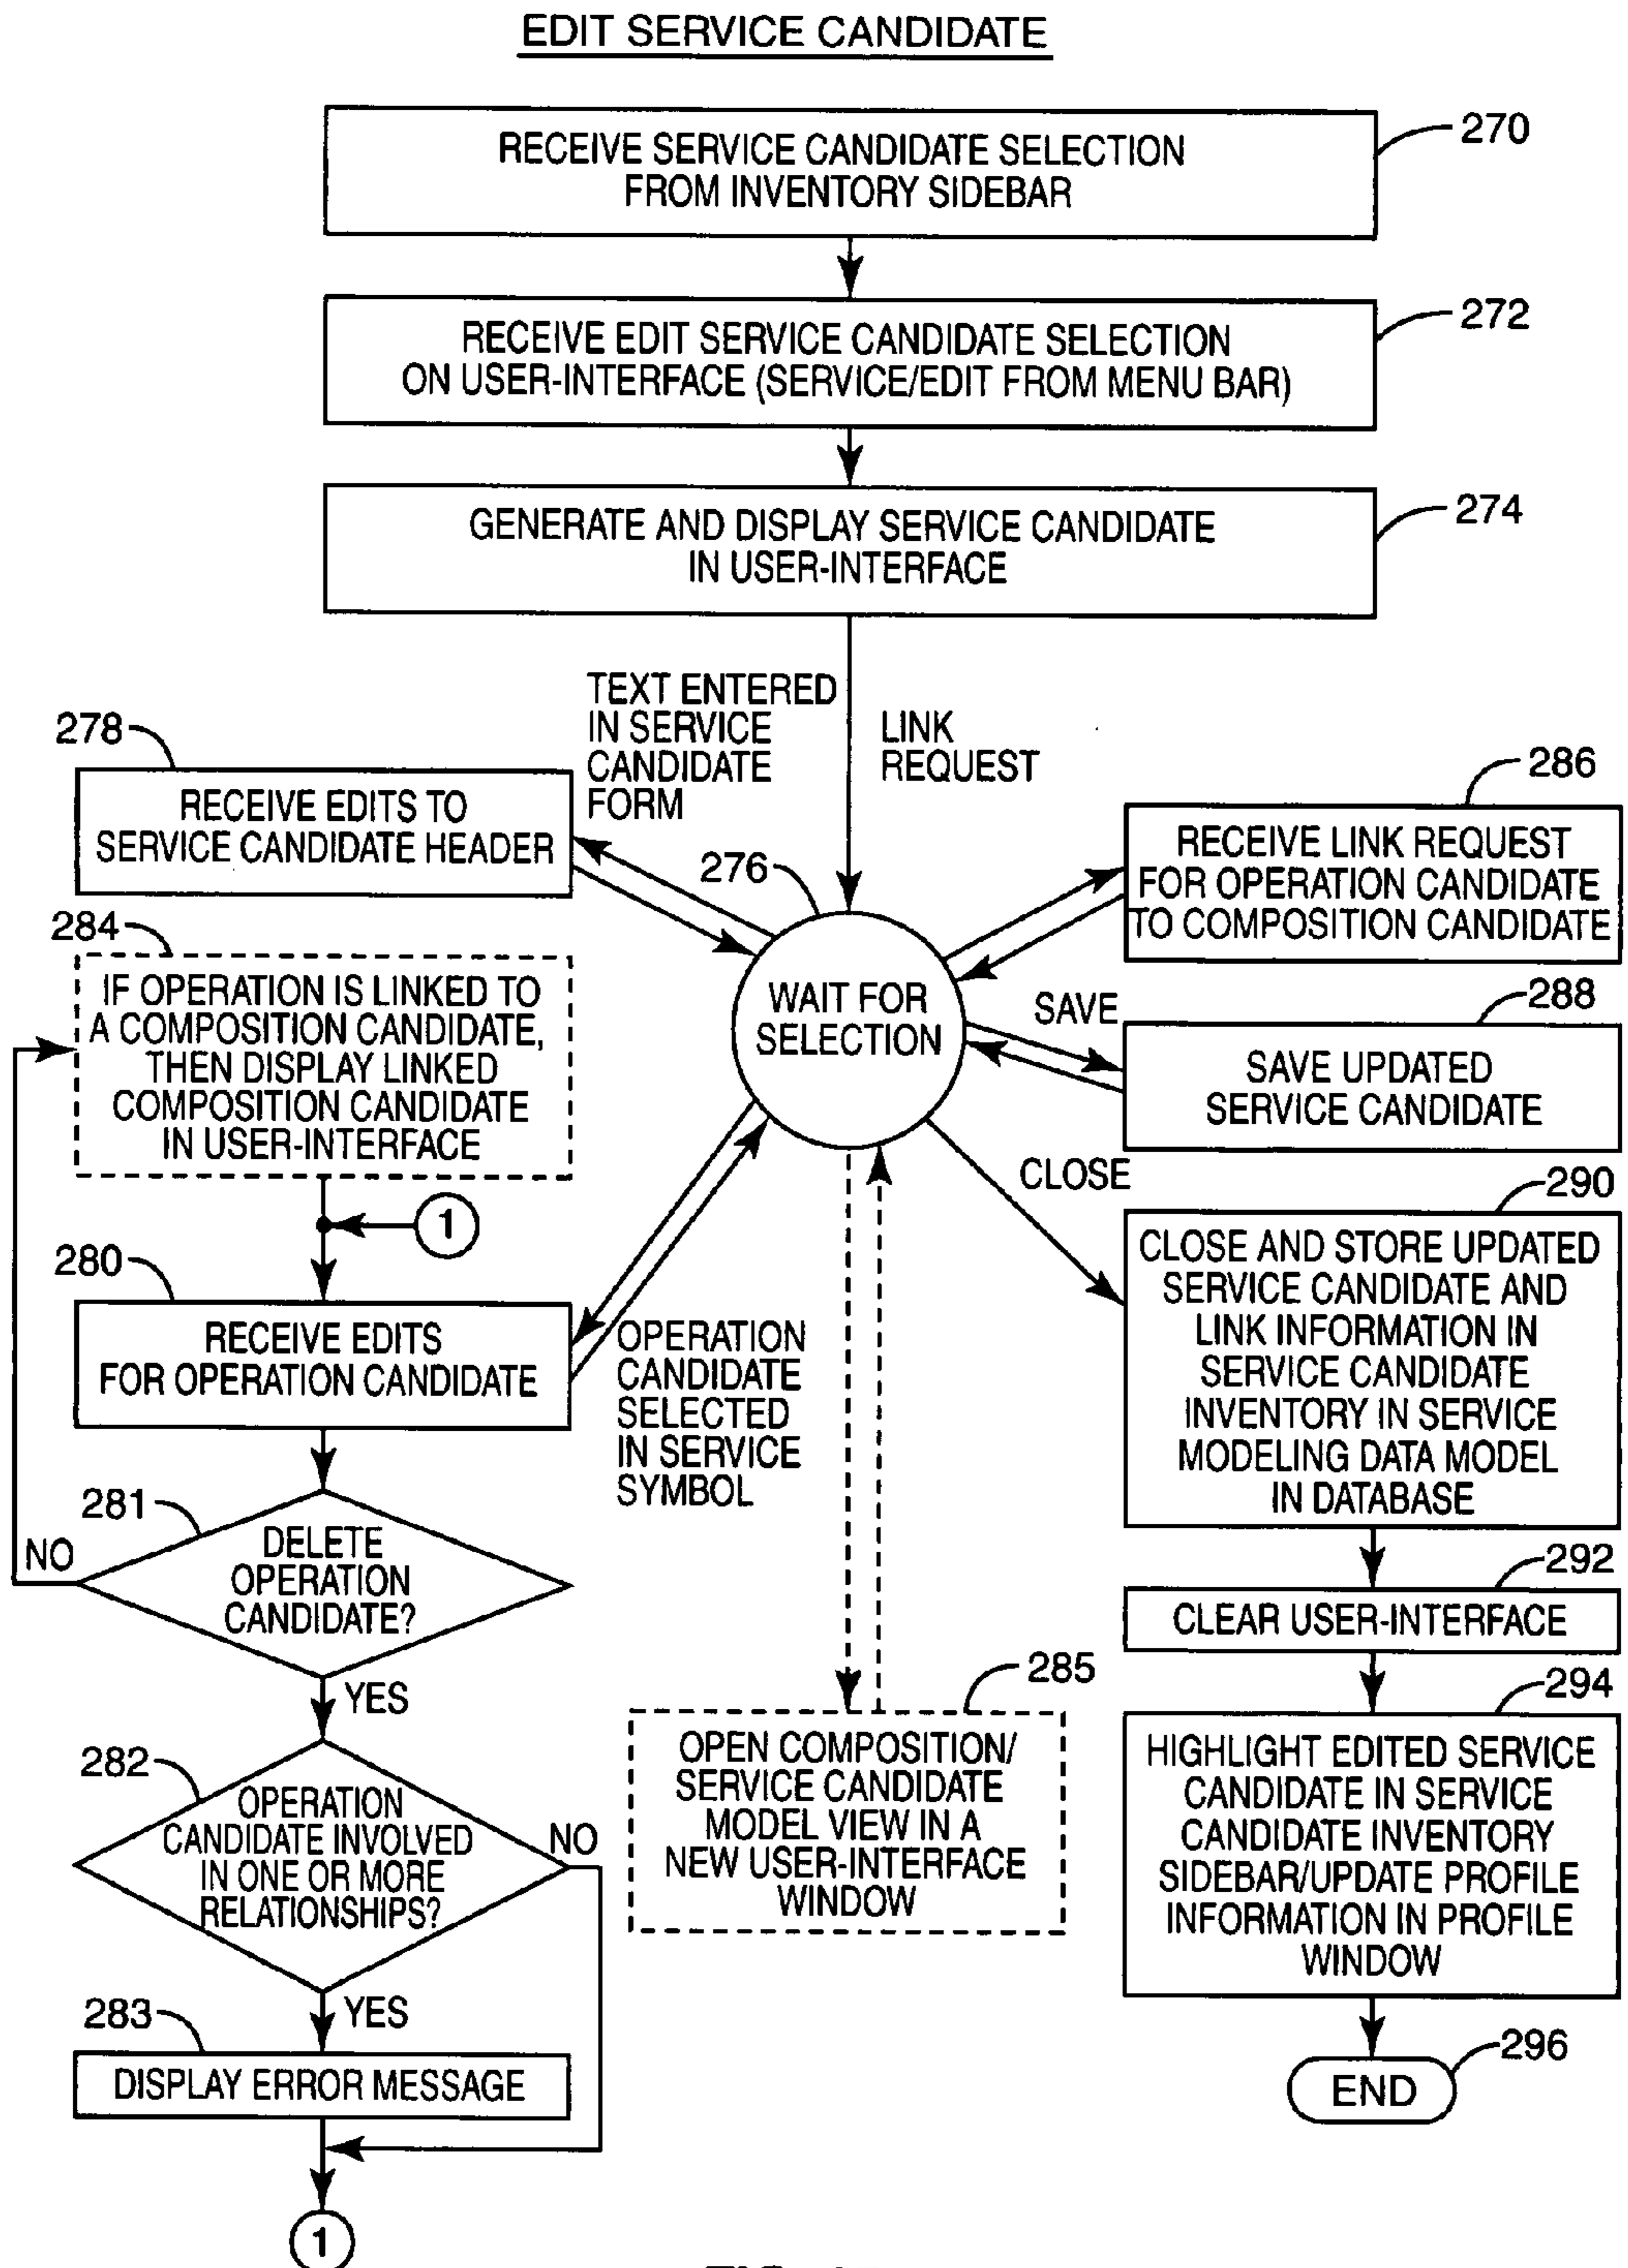 EDIT SERVICE CANDIDATE
270
RECEIVE SERVICE CANDIDATE SELECTION
FROM INVENTORY SIDEBAR
272
RECEIVE EDIT SERVICE CANDIDATE SELECTION
ON USER-INTERFACE (SERVICE/EDIT FROM MENU BAR)
274
GENERATE AND DISPLAY SERVICE CANDIDATE
IN USER-INTERFACE
TEXT ENTERED
IN SERVICE
CANDIDATE
FORM
LINK
REQUEST
278
RECEIVE EDITS TO
SERVICE CANDIDATE HEADER
276
WAIT FOR
SELECTION
286
RECEIVE LINK REQUEST
FOR OPERATION CANDIDATE
TO COMPOSITION CANDIDATE
284
IF OPERATION IS LINKED TO
A COMPOSITION CANDIDATE,
THEN DISPLAY LINKED
COMPOSITION CANDIDATE
IN USER-INTERFACE
SAVE
288
SAVE UPDATED
SERVICE CANDIDATE
CLOSE
1
280
RECEIVE EDITS
FOR OPERATION CANDIDATE
OPERATION
CANDIDATE
SELECTED
IN SERVICE
SYMBOL
290
CLOSE AND STORE UPDATED
SERVICE CANDIDATE AND
LINK INFORMATION IN
SERVICE CANDIDATE
INVENTORY IN SERVICE
MODELING DATA MODEL
IN DATABASE
281
DELETE
OPERATION
CANDIDATE?
NO
YES
292
CLEAR USER-INTERFACE
282
OPERATION
CANDIDATE INVOLVED
IN ONE OR MORE
RELATIONSHIPS?
NO
YES
285
OPEN COMPOSITION/
SERVICE CANDIDATE
MODEL VIEW IN A
NEW USER-INTERFACE
WINDOW
294
HIGHLIGHT EDITED SERVICE
CANDIDATE IN SERVICE
CANDIDATE INVENTORY
SIDEBAR/UPDATE PROFILE
INFORMATION IN PROFILE
WINDOW
283
DISPLAY ERROR MESSAGE
296
END
1